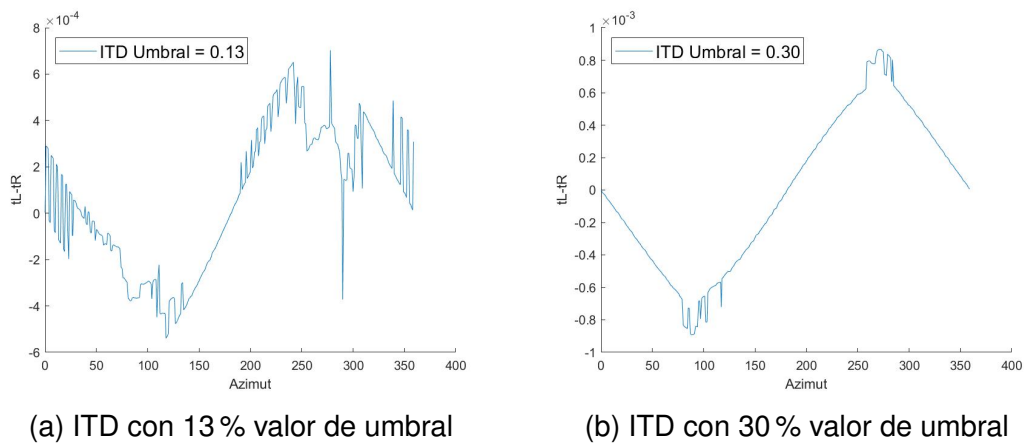 ×10⁻⁴
8
6
4
2
0
-2
-4
-6
tL-tR
ITD Umbral = 0.13
0 50 100 150 200 250 300 350 400
Azimut
(a) ITD con 13 % valor de umbral
×10⁻³
1
0.8
0.6
0.4
0.2
0
-0.2
-0.4
-0.6
-0.8
-1
tL-tR
ITD Umbral = 0.30
0 50 100 150 200 250 300 350 400
Azimut
(b) ITD con 30 % valor de umbral